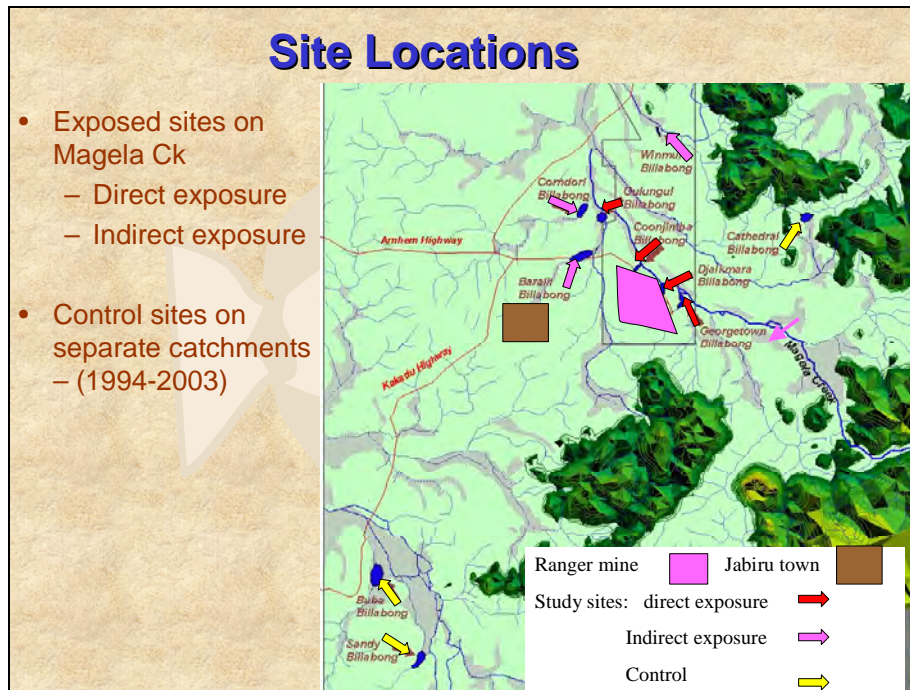 Site Locations
• Exposed sites on
Magela Ck
– Direct exposure
– Indirect exposure
• Control sites on
separate catchments
– (1994-2003)
Winmurra
Billabong
Corndorl
Billabong
Gulungul
Billabong
Coonjimba
Billabong
Cathedral
Billabong
Arnhem Highway
Djalkmara
Billabong
Baralil
Billabong
Georgetown
Billabong
Magela Creek
Kakadu Highway
Buba
Billabong
Sandy
Billabong
Ranger mine
Jabiru town
Study sites: direct exposure
Indirect exposure
Control